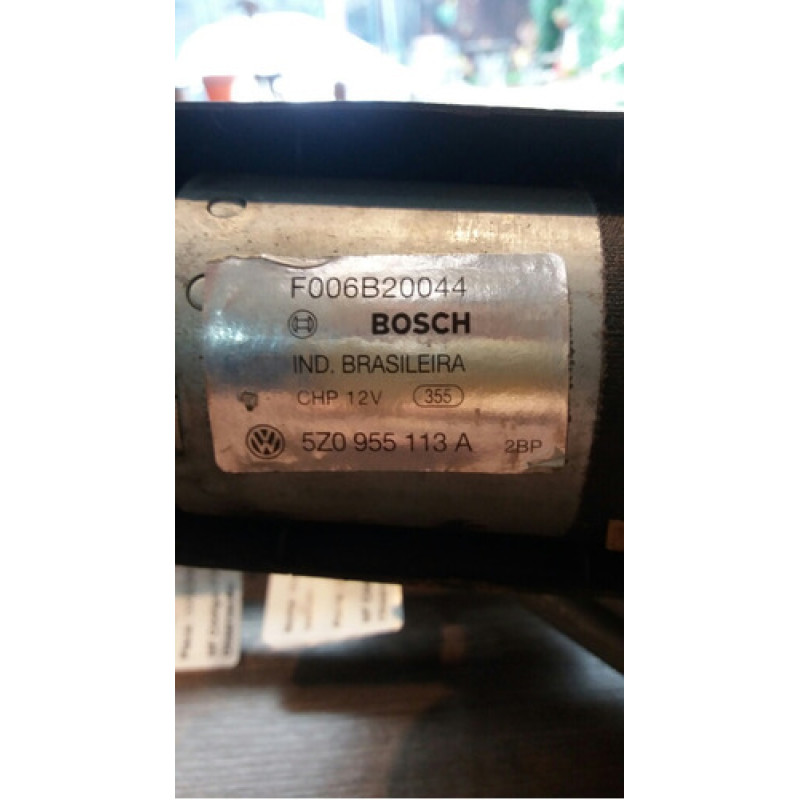 F006B20044
BOSCH
IND. BRASILEIRA
CHP 12V 355
5Z0 955 113 A 2BP